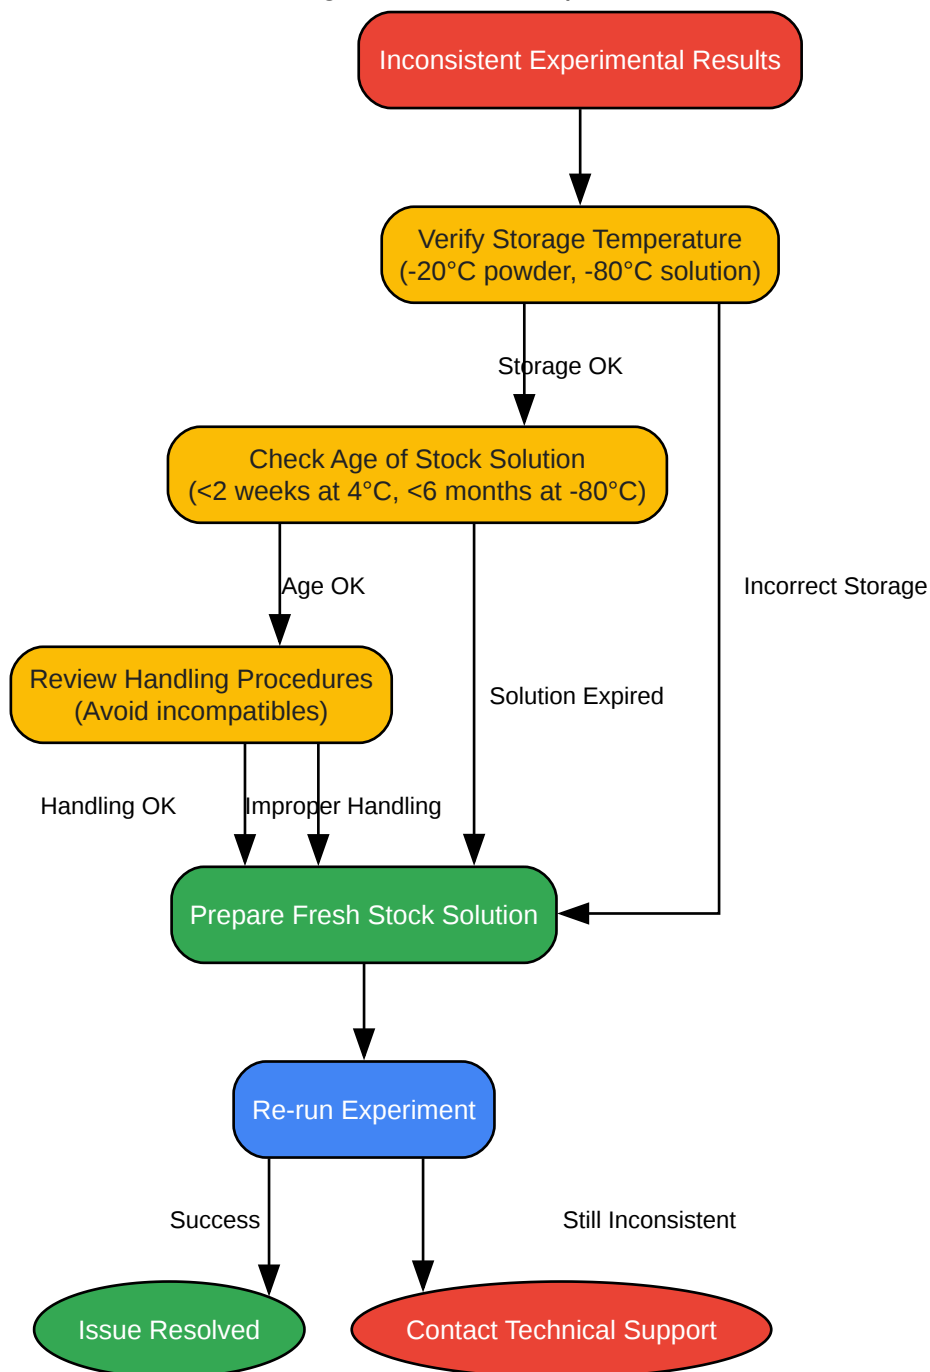 Inconsistent Experimental Results
Verify Storage Temperature
(-20°C powder, -80°C solution)
Storage OK
Check Age of Stock Solution
(<2 weeks at 4°C, <6 months at -80°C)
Age OK
Incorrect Storage
Review Handling Procedures
(Avoid incompatibles)
Solution Expired
Handling OK
Improper Handling
Prepare Fresh Stock Solution
Re-run Experiment
Success
Still Inconsistent
Issue Resolved
Contact Technical Support